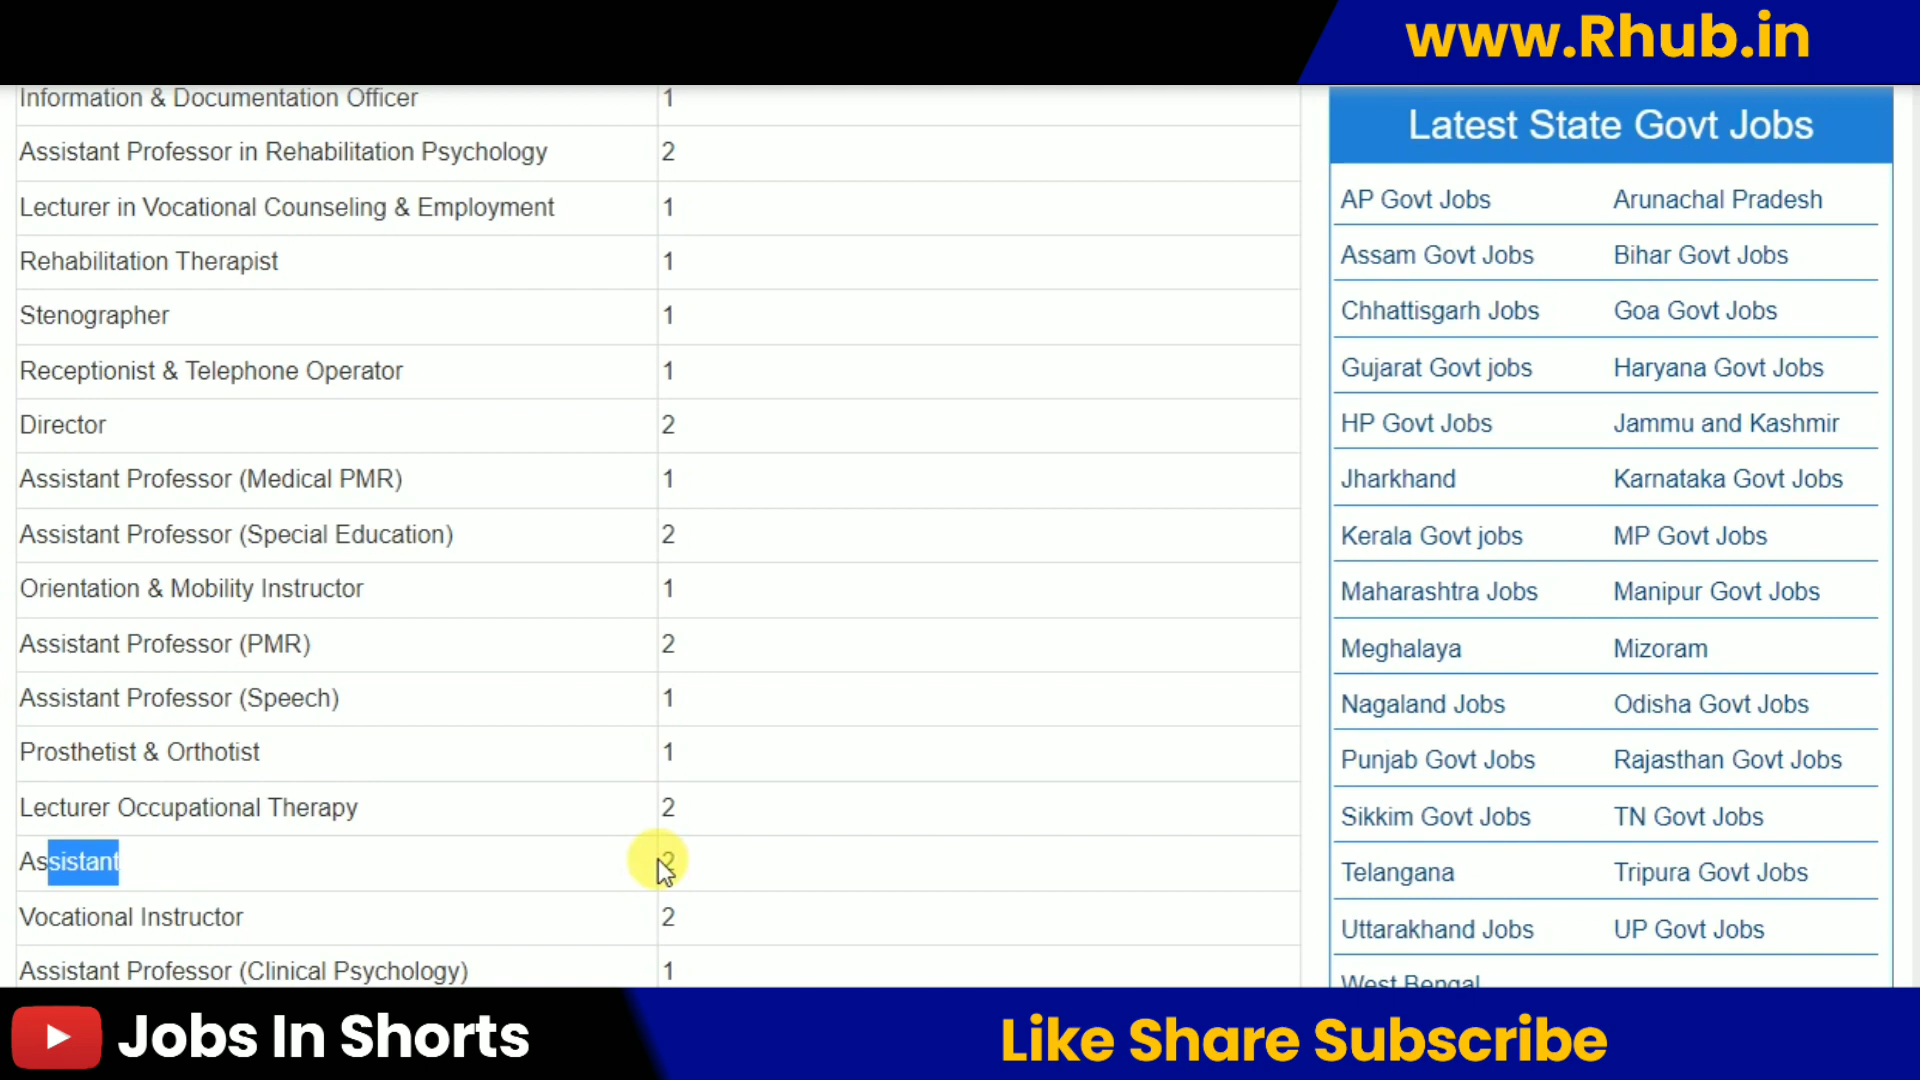 www.Rhub.in
Information & Documentation Officer 1
Assistant Professor in Rehabilitation Psychology 2
Lecturer in Vocational Counseling & Employment 1
Rehabilitation Therapist 1
Stenographer 1
Receptionist & Telephone Operator 1
Director 2
Assistant Professor (Medical PMR) 1
Assistant Professor (Special Education) 2
Orientation & Mobility Instructor 1
Assistant Professor (PMR) 2
Assistant Professor (Speech) 1
Prosthetist & Orthotist 1
Lecturer Occupational Therapy 2
Assistant 2
Vocational Instructor 2
Assistant Professor (Clinical Psychology) 1
Latest State Govt Jobs
AP Govt Jobs Arunachal Pradesh
Assam Govt Jobs Bihar Govt Jobs
Chhattisgarh Jobs Goa Govt Jobs
Gujarat Govt jobs Haryana Govt Jobs
HP Govt Jobs Jammu and Kashmir
Jharkhand Karnataka Govt Jobs
Kerala Govt jobs MP Govt Jobs
Maharashtra Jobs Manipur Govt Jobs
Meghalaya Mizoram
Nagaland Jobs Odisha Govt Jobs
Punjab Govt Jobs Rajasthan Govt Jobs
Sikkim Govt Jobs TN Govt Jobs
Telangana Tripura Govt Jobs
Uttarakhand Jobs UP Govt Jobs
West Bengal
Jobs In Shorts
Like Share Subscribe